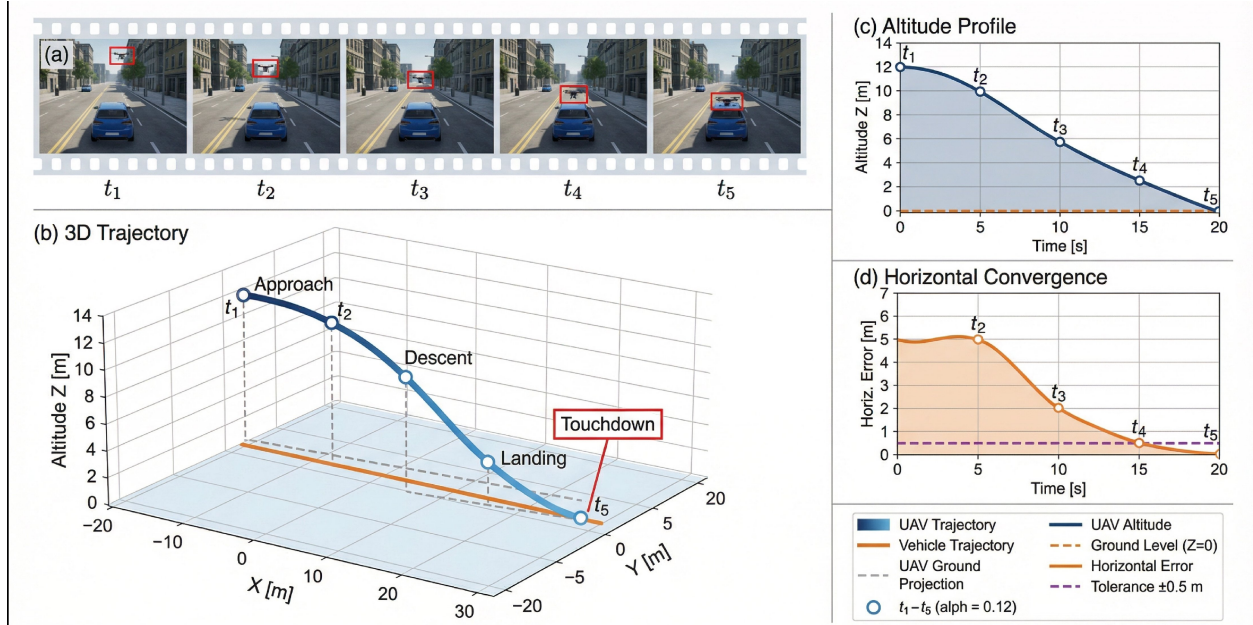 (a)
t₁
t₂
t₃
t₄
t₅
(b) 3D Trajectory
Approach
t₁
t₂
Descent
Touchdown
Landing
t₅
Altitude Z [m]
14
12
10
8
6
4
2
0
−20
−10
0
10
20
30
X [m]
−20
−5
0
5
20
Y [m]
(c) Altitude Profile
Altitude Z [m]
14
12
10
8
6
4
2
0
t₁
t₂
t₃
t₄
t₅
0
5
10
15
20
Time [s]
(d) Horizontal Convergence
Horiz. Error [m]
7
6
5
4
3
2
1
0
t₂
t₃
t₄
t₅
0
5
10
15
20
Time [s]
UAV Trajectory
Vehicle Trajectory
UAV Ground
Projection
t₁−t₅ (alph = 0.12)
UAV Altitude
Ground Level (Z=0)
Horizontal Error
Tolerance ±0.5 m